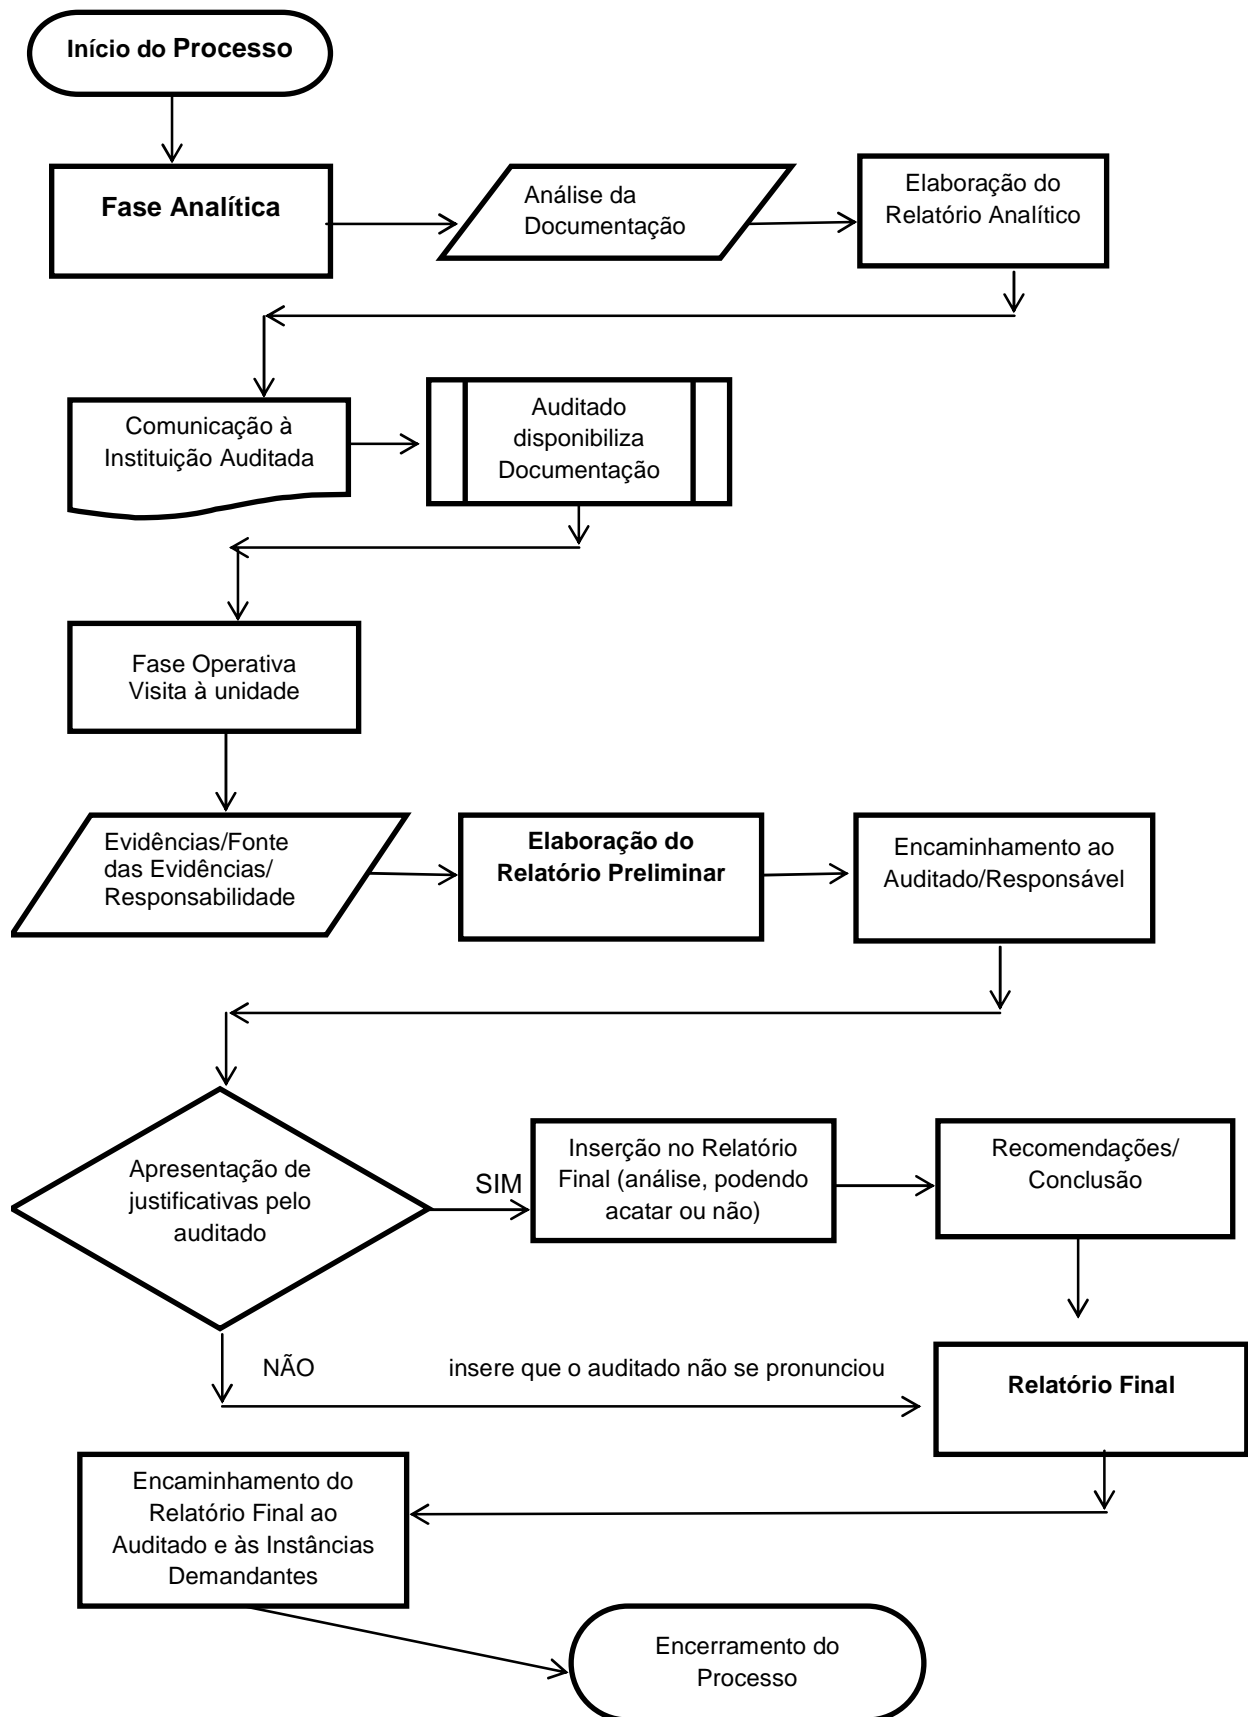 Início do Processo
Fase Analítica
Análise da
Documentação
Elaboração do
Relatório Analítico
Comunicação à
Instituição Auditada
Auditado
disponibiliza
Documentação
Fase Operativa
Visita à unidade
Evidências/Fonte
das Evidências/
Responsabilidade
Elaboração do
Relatório Preliminar
Encaminhamento ao
Auditado/Responsável
Apresentação de
justificativas pelo
auditado
SIM
Inserção no Relatório
Final (análise, podendo
acatar ou não)
Recomendações/
Conclusão
NÃO
insere que o auditado não se pronunciou
Relatório Final
Encaminhamento do
Relatório Final ao
Auditado e às Instâncias
Demandantes
Encerramento do
Processo